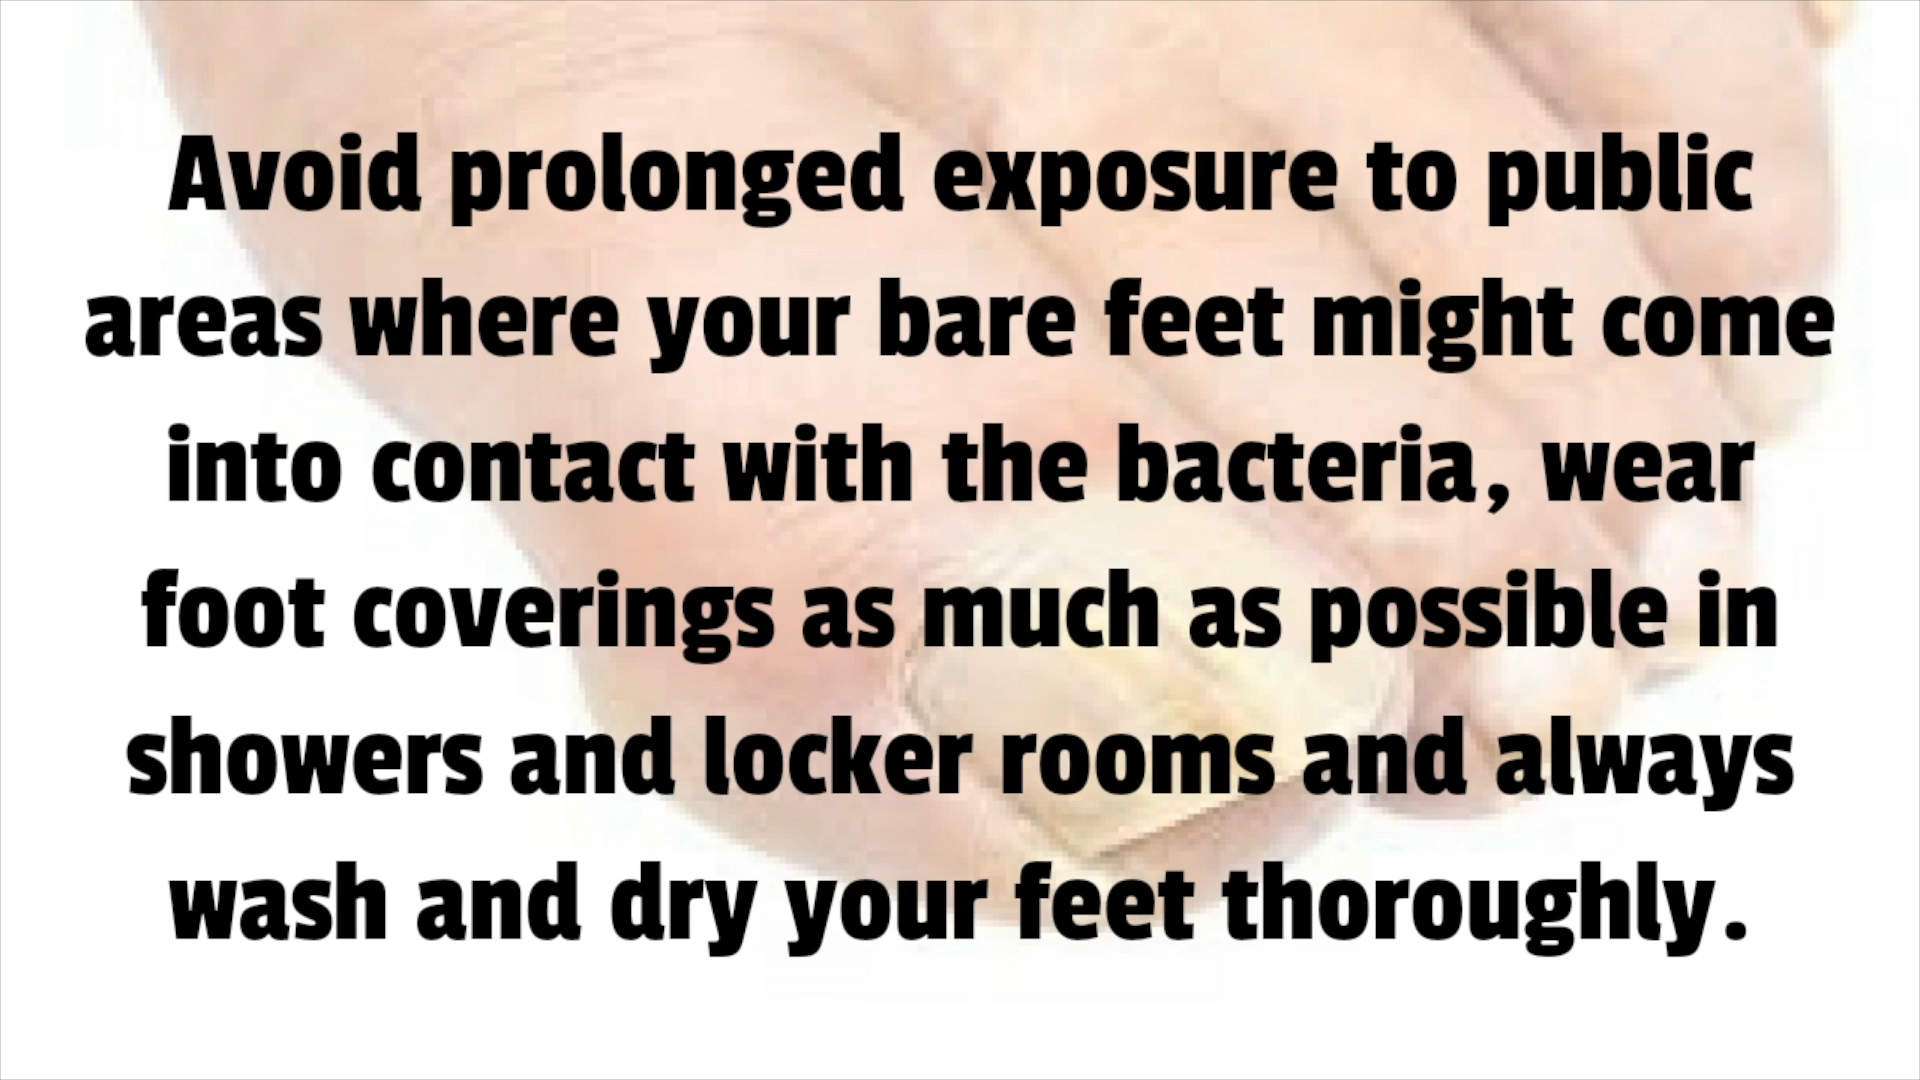 Avoid prolonged exposure to public
areas where your bare feet might come
into contact with the bacteria, wear
foot coverings as much as possible in
showers and locker rooms and always
wash and dry your feet thoroughly.